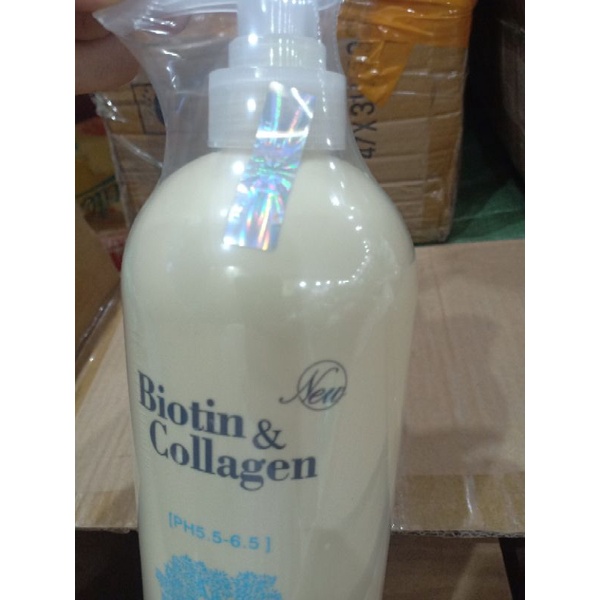 New
Biotin &
Collagen
[PH5.5-6.5]